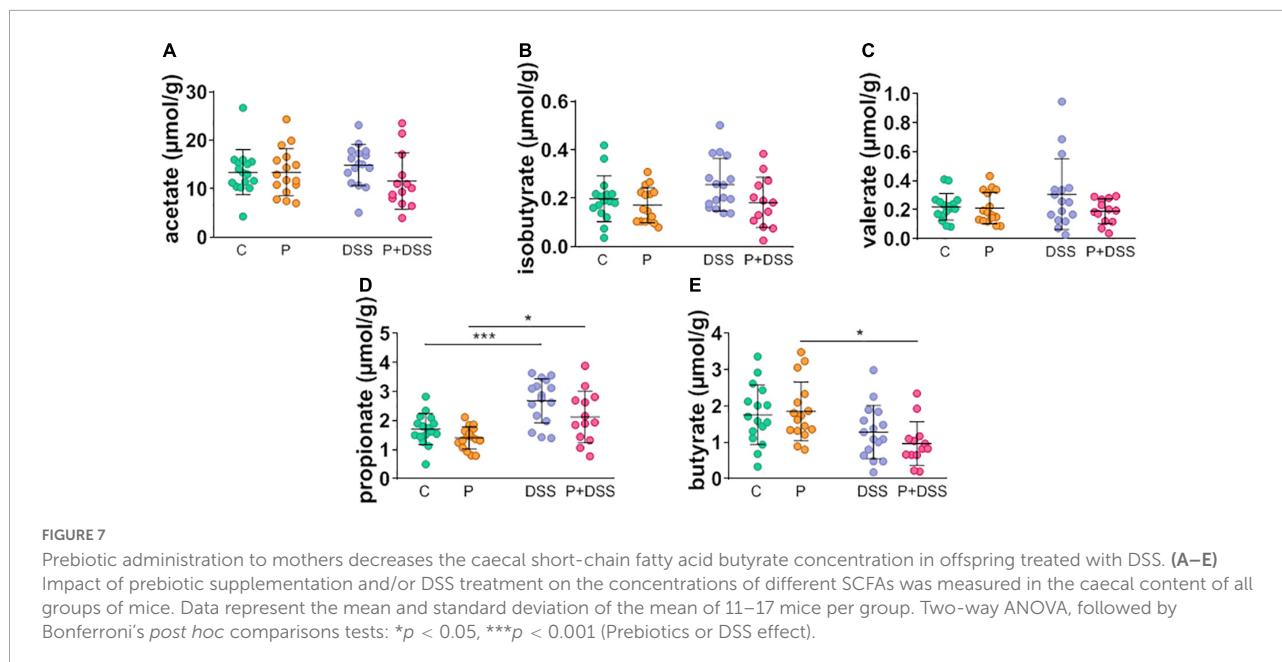 A
acetate (μmol/g)
30
20
10
0
C P DSS P+DSS
B
isobutyrate (μmol/g)
0.6
0.4
0.2
0.0
C P DSS P+DSS
C
valerate (μmol/g)
1.0
0.8
0.6
0.4
0.2
0.0
C P DSS P+DSS
D
propionate (μmol/g)
5
4
3
2
1
0
*
***
C P DSS P+DSS
E
butyrate (μmol/g)
5
4
3
2
1
0
*
C P DSS P+DSS
FIGURE 7
Prebiotic administration to mothers decreases the caecal short-chain fatty acid butyrate concentration in offspring treated with DSS. (A–E)
Impact of prebiotic supplementation and/or DSS treatment on the concentrations of different SCFAs was measured in the caecal content of all
groups of mice. Data represent the mean and standard deviation of the mean of 11–17 mice per group. Two-way ANOVA, followed by
Bonferroni's post hoc comparisons tests: *p < 0.05, ***p < 0.001 (Prebiotics or DSS effect).